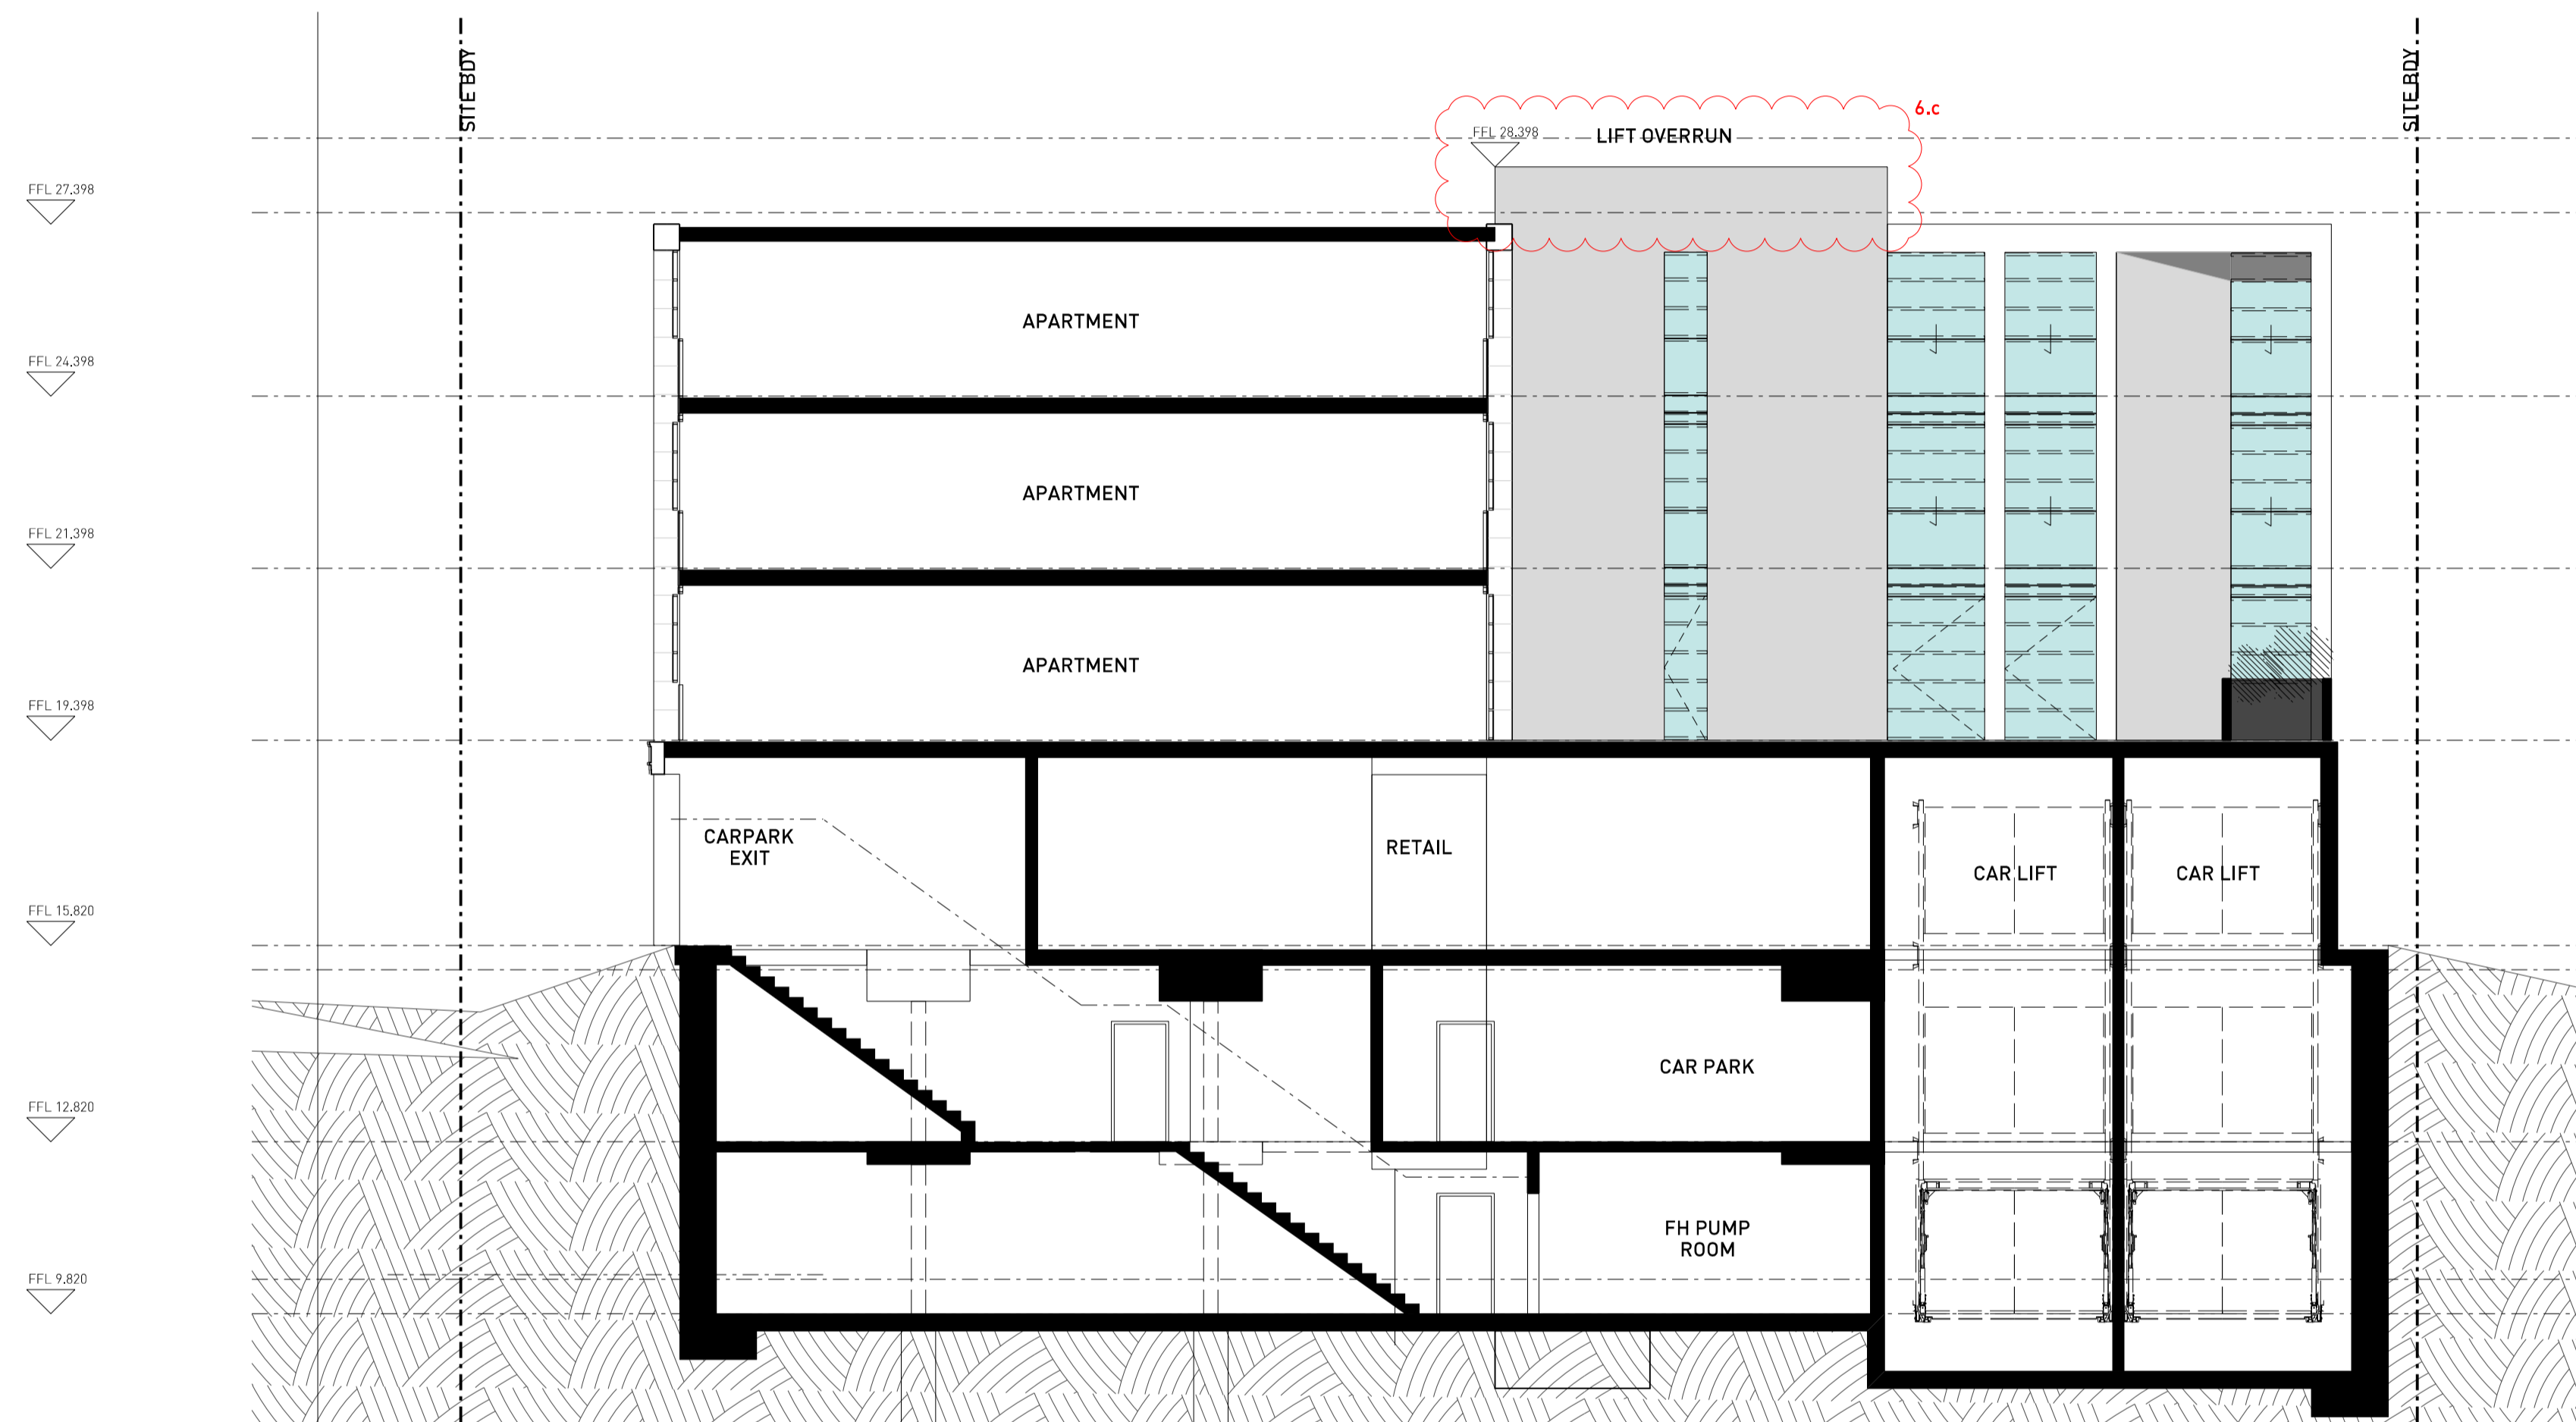 SITE BDY
SITE BDY
6.c
FFL 28.398
LIFT OVERRUN
FFL 27.398
APARTMENT
FFL 24.398
APARTMENT
FFL 21.398
APARTMENT
FFL 19.398
CARPARK
EXIT
RETAIL
CAR LIFT
CAR LIFT
FFL 15.820
CAR PARK
FFL 12.820
FH PUMP
ROOM
FFL 9.820